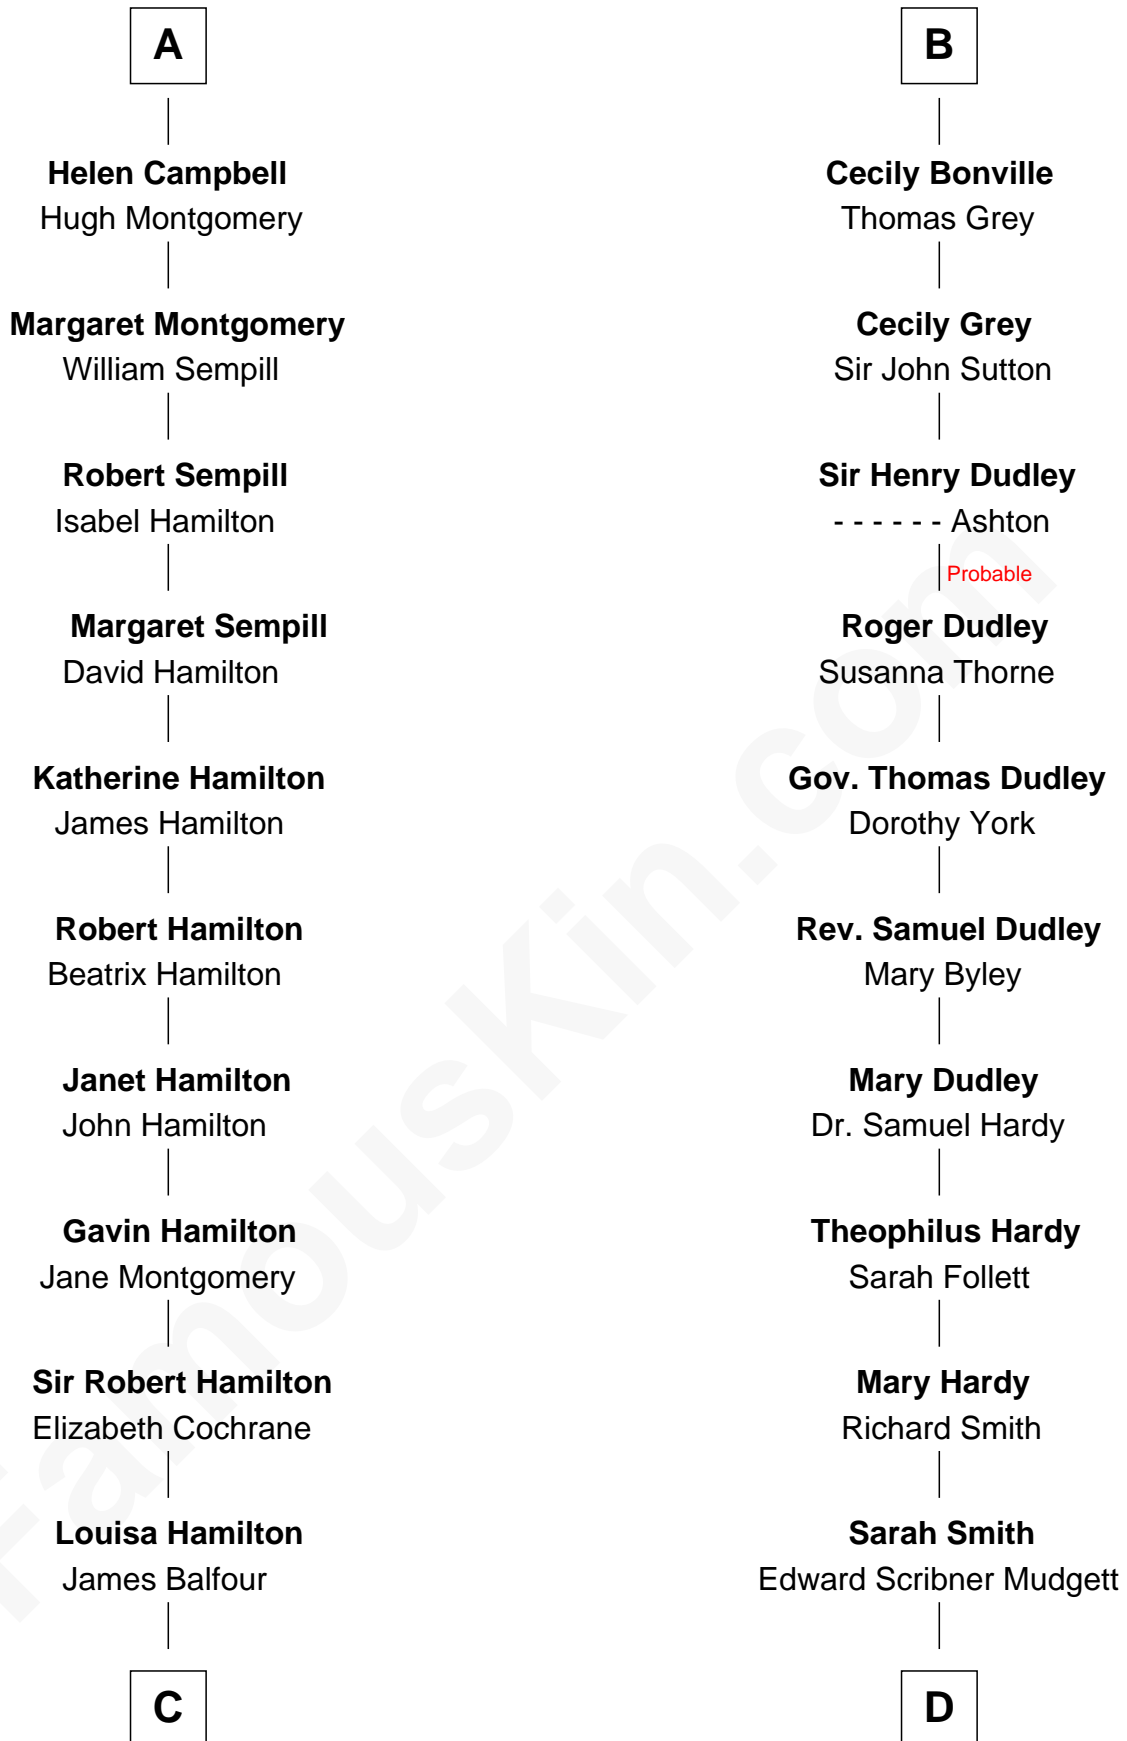 A
Helen Campbell
Hugh Montgomery
Margaret Montgomery
William Sempill
Robert Sempill
Isabel Hamilton
Margaret Sempill
David Hamilton
Katherine Hamilton
James Hamilton
Robert Hamilton
Beatrix Hamilton
Janet Hamilton
John Hamilton
Gavin Hamilton
Jane Montgomery
Sir Robert Hamilton
Elizabeth Cochrane
Louisa Hamilton
James Balfour
C
B
Cecily Bonville
Thomas Grey
Cecily Grey
Sir John Sutton
Sir Henry Dudley
- - - - - - Ashton
Probable
Roger Dudley
Susanna Thorne
Gov. Thomas Dudley
Dorothy York
Rev. Samuel Dudley
Mary Byley
Mary Dudley
Dr. Samuel Hardy
Theophilus Hardy
Sarah Follett
Mary Hardy
Richard Smith
Sarah Smith
Edward Scribner Mudgett
D
FamousKin.com